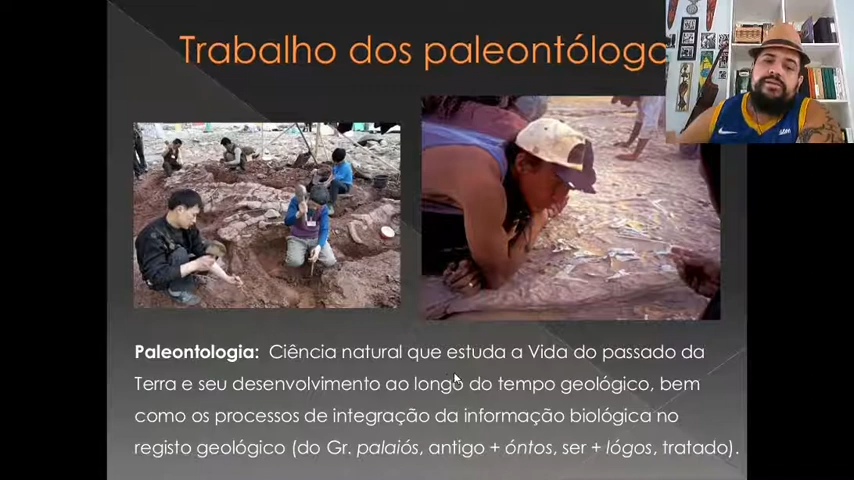 Trabalho dos paleontólogo
Paleontologia: Ciência natural que estuda a Vida do passado da
Terra e seu desenvolvimento ao longo do tempo geológico, bem
como os processos de integração da informação biológica no
registo geológico (do Gr. palaiós, antigo + óntos, ser + lógos, tratado).